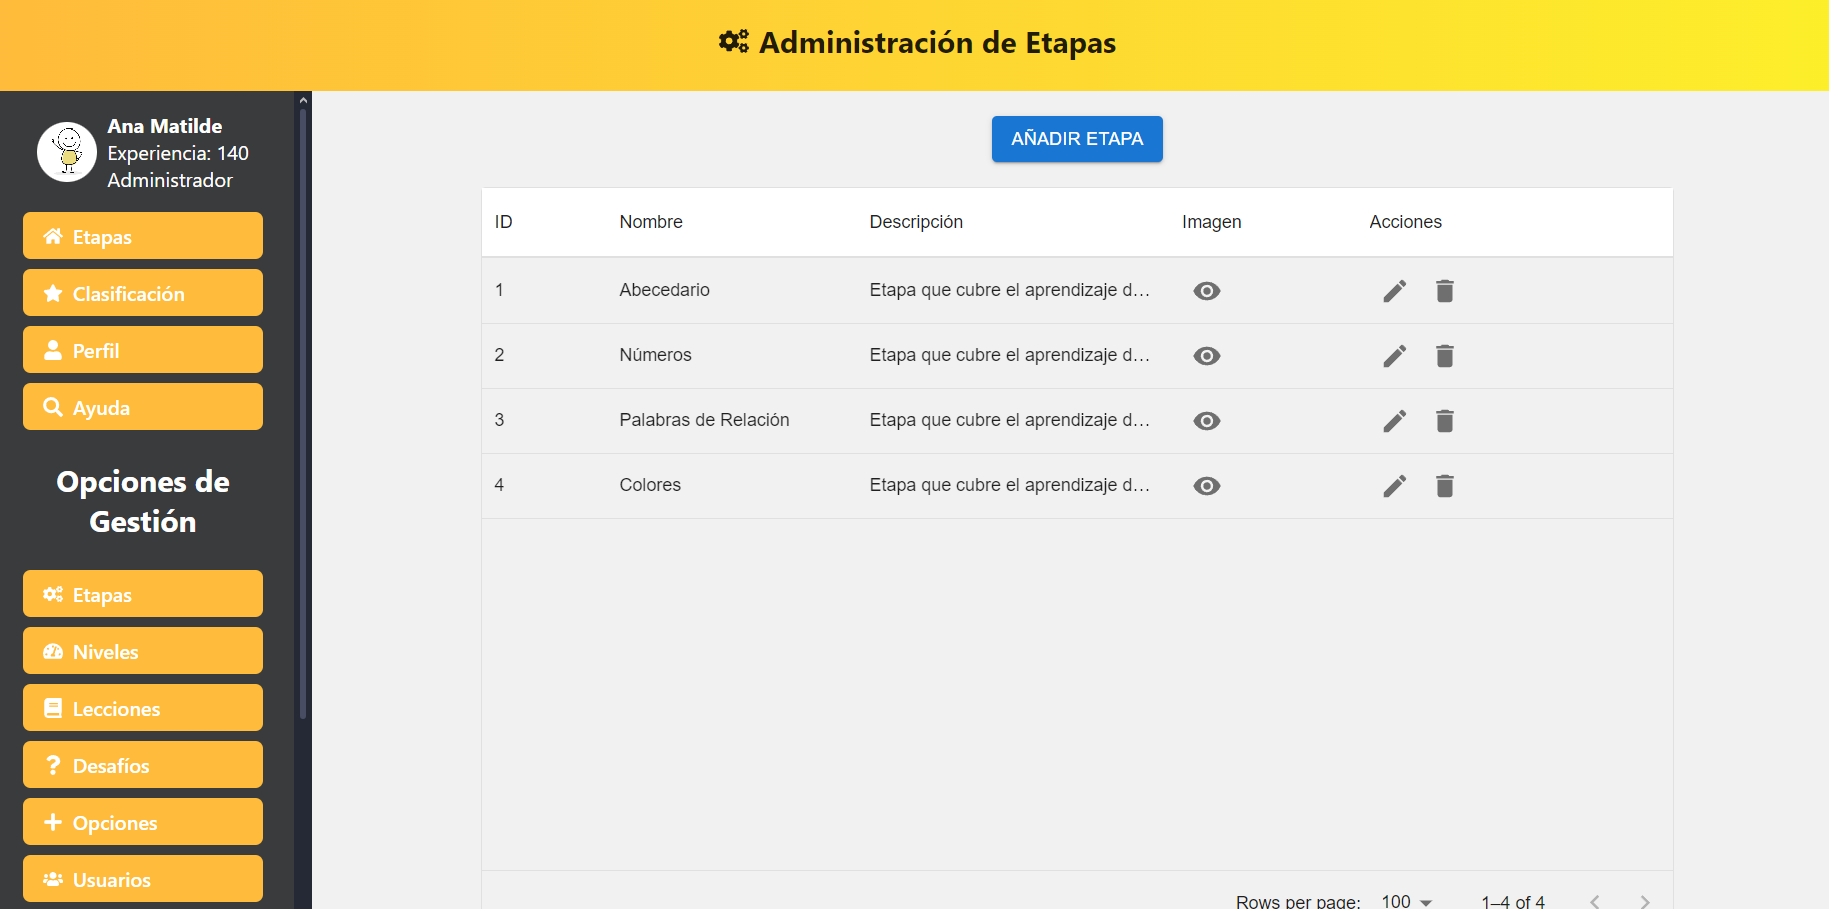 Administración de Etapas
Ana Matilde
Experiencia: 140
Administrador
Etapas
Clasificación
Perfil
Ayuda
Opciones de
Gestión
Etapas
Niveles
Lecciones
Desafíos
Opciones
Usuarios
AÑADIR ETAPA
ID Nombre Descripción Imagen Acciones
1 Abecedario Etapa que cubre el aprendizaje d...
2 Números Etapa que cubre el aprendizaje d...
3 Palabras de Relación Etapa que cubre el aprendizaje d...
4 Colores Etapa que cubre el aprendizaje d...
Rows per page: 100 1–4 of 4